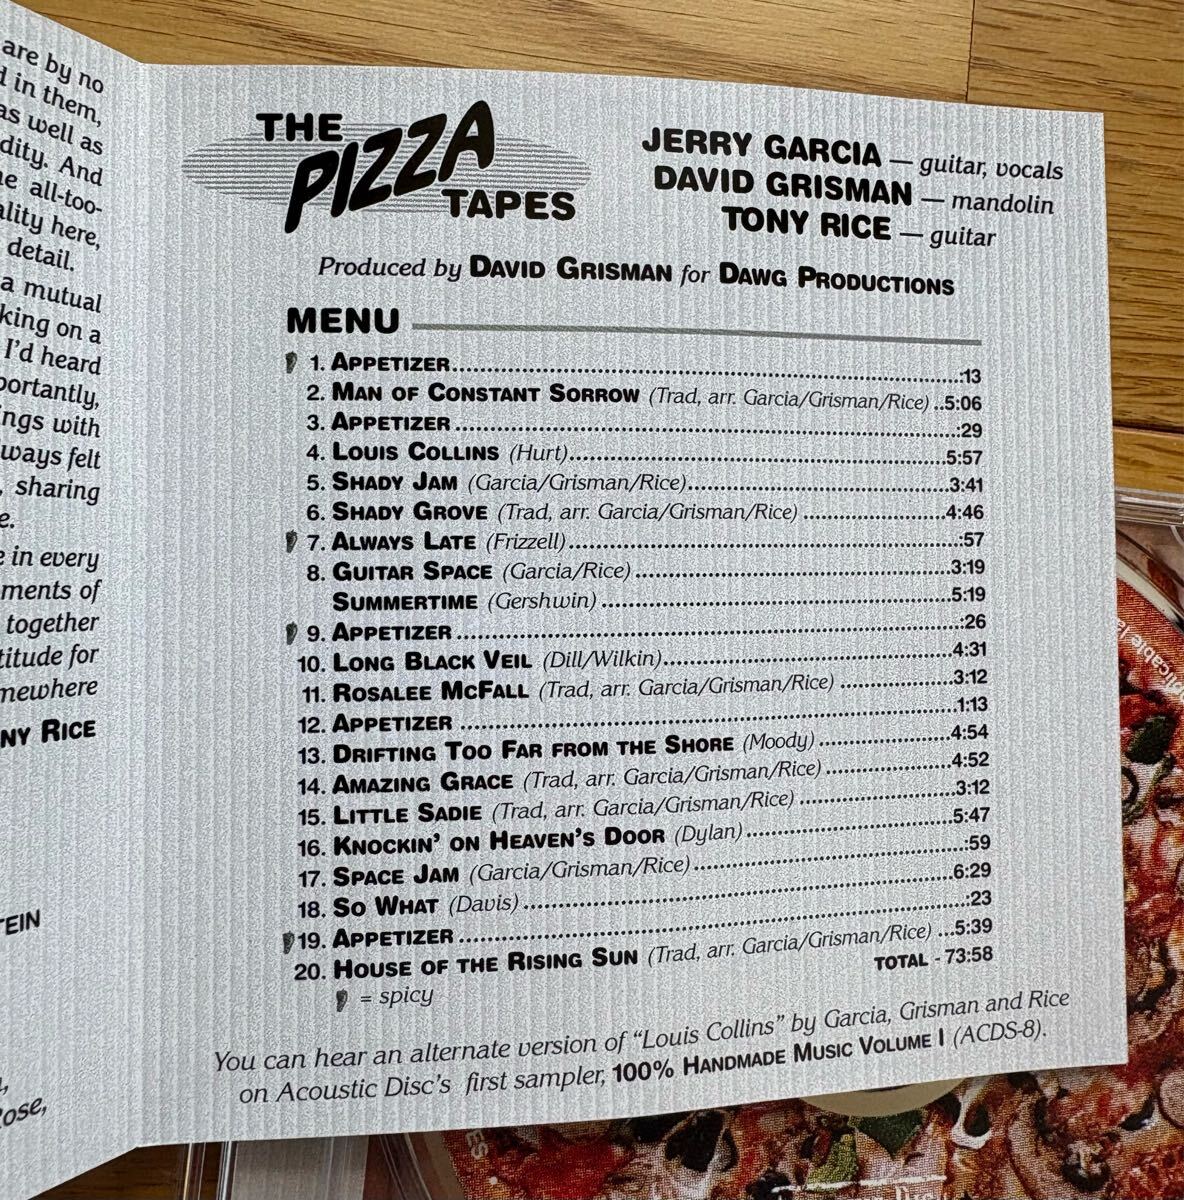 are by no
d in them,
as well as
dity. And
ne all-too-
ality here,
detail.
a mutual
king on a
I'd heard
portantly,
ngs with
ways felt
, sharing
e.
e in every
ments of
together
titude for
mewhere
NY RICE
TEIN
Rose,
THE
PIZZA
TAPES
JERRY GARCIA — guitar, vocals
DAVID GRISMAN — mandolin
TONY RICE — guitar
Produced by DAVID GRISMAN for DAWG PRODUCTIONS
MENU
1. APPETIZER..............................:13
2. MAN OF CONSTANT SORROW (Trad, arr. Garcia/Grisman/Rice) ..5:06
3. APPETIZER..............................:29
4. LOUIS COLLINS (Hurt)..............................5:57
5. SHADY JAM (Garcia/Grisman/Rice)..............................3:41
6. SHADY GROVE (Trad, arr. Garcia/Grisman/Rice) ..............................4:46
7. ALWAYS LATE (Frizzell)..............................:57
8. GUITAR SPACE (Garcia/Rice)..............................3:19
SUMMERTIME (Gershwin)..............................5:19
9. APPETIZER ..............................:26
10. LONG BLACK VEIL (Dill/Wilkin)..............................4:31
11. ROSALEE MCFALL (Trad, arr. Garcia/Grisman/Rice) ..............................3:12
12. APPETIZER ..............................1:13
13. DRIFTING TOO FAR FROM THE SHORE (Moody)..............................4:54
14. AMAZING GRACE (Trad, arr. Garcia/Grisman/Rice) ..............................4:52
15. LITTLE SADIE (Trad, arr. Garcia/Grisman/Rice) ..............................3:12
16. KNOCKIN' ON HEAVEN'S DOOR (Dylan)..............................5:47
17. SPACE JAM (Garcia/Grisman/Rice)..............................:59
18. SO WHAT (Davis)..............................6:29
19. APPETIZER..............................:23
20. HOUSE OF THE RISING SUN (Trad, arr. Garcia/Grisman/Rice) ...5:39
TOTAL - 73:58
= spicy
You can hear an alternate version of "Louis Collins" by Garcia, Grisman and Rice
on Acoustic Disc's first sampler, 100% HANDMADE MUSIC VOLUME I (ACDS-8).
plicable la
ES